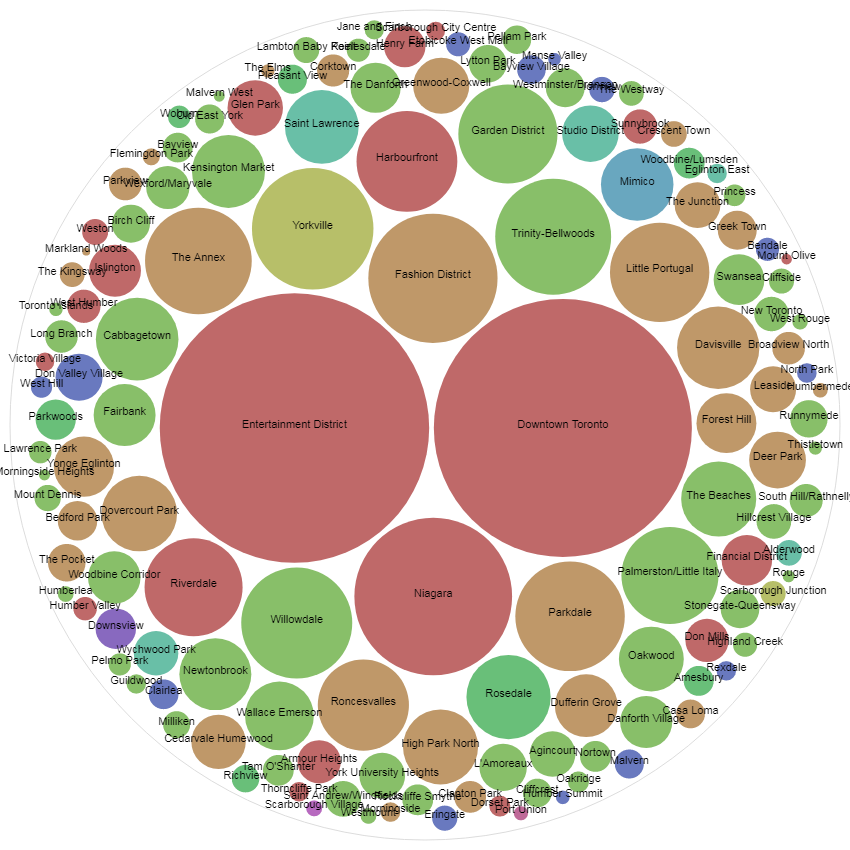 Jane and Finch
Scarborough City Centre
Pelham Park
Etobicoke West Mall
Henry Farm
Lambton Baby Point
Keelesdale
Manse Valley
Lytton Park
Bayview Village
Corktown
The Elms
Pleasant View
The Danforth
Greenwood-Coxwell
Westminster/Branson
The Westway
Malvern West
Glen Park
Woburn
Old East York
Saint Lawrence
Sunnybrook
Garden District
Studio District
Crescent Town
Bayview
Flemingdon Park
Harbourfront
Woodbine/Lumsden
Kensington Market
Eglinton East
Parkview
Wexford/Maryvale
Mimico
Princess
The Junction
Birch Cliff
Weston
Yorkville
Greek Town
Trinity-Bellwoods
Bendale
Markland Woods
Mount Olive
The Annex
Islington
Little Portugal
The Kingsway
Fashion District
Swansea
Cliffside
West Humber
Toronto Islands
New Toronto
West Rouge
Long Branch
Cabbagetown
Davisville
Broadview North
Victoria Village
Don Valley Village
North Park
West Hill
Leaside
Humbermede
Fairbank
Parkwoods
Forest Hill
Runnymede
Entertainment District
Downtown Toronto
Thistletown
Lawrence Park
Yonge Eglinton
Deer Park
Morningside Heights
Mount Dennis
The Beaches
South Hill/Rathnelly
Dovercourt Park
Bedford Park
Hillcrest Village
The Pocket
Financial District
Alderwood
Woodbine Corridor
Palmerston/Little Italy
Rouge
Riverdale
Humberlea
Niagara
Scarborough Junction
Humber Valley
Stonegate-Queensway
Parkdale
Downsview
Willowdale
Don Mills
Highland Creek
Wychwood Park
Oakwood
Pelmo Park
Newtonbrook
Rexdale
Guildwood
Amesbury
Clairlea
Rosedale
Roncesvalles
Dufferin Grove
Casa Loma
Milliken
Wallace Emerson
Danforth Village
Cedarvale Humewood
High Park North
Agincourt
Nortown
Armour Heights
Malvern
L'Amoreaux
Tam O'Shanter
York University Heights
Richview
Oakridge
Thorncliffe Park
Cliffcrest
Saint Andrew/Windfields
Rockcliffe Smythe
Clanton Park
Humber Summit
Scarborough Village
Dorset Park
Morningside
Port Union
Westmount
Eringate